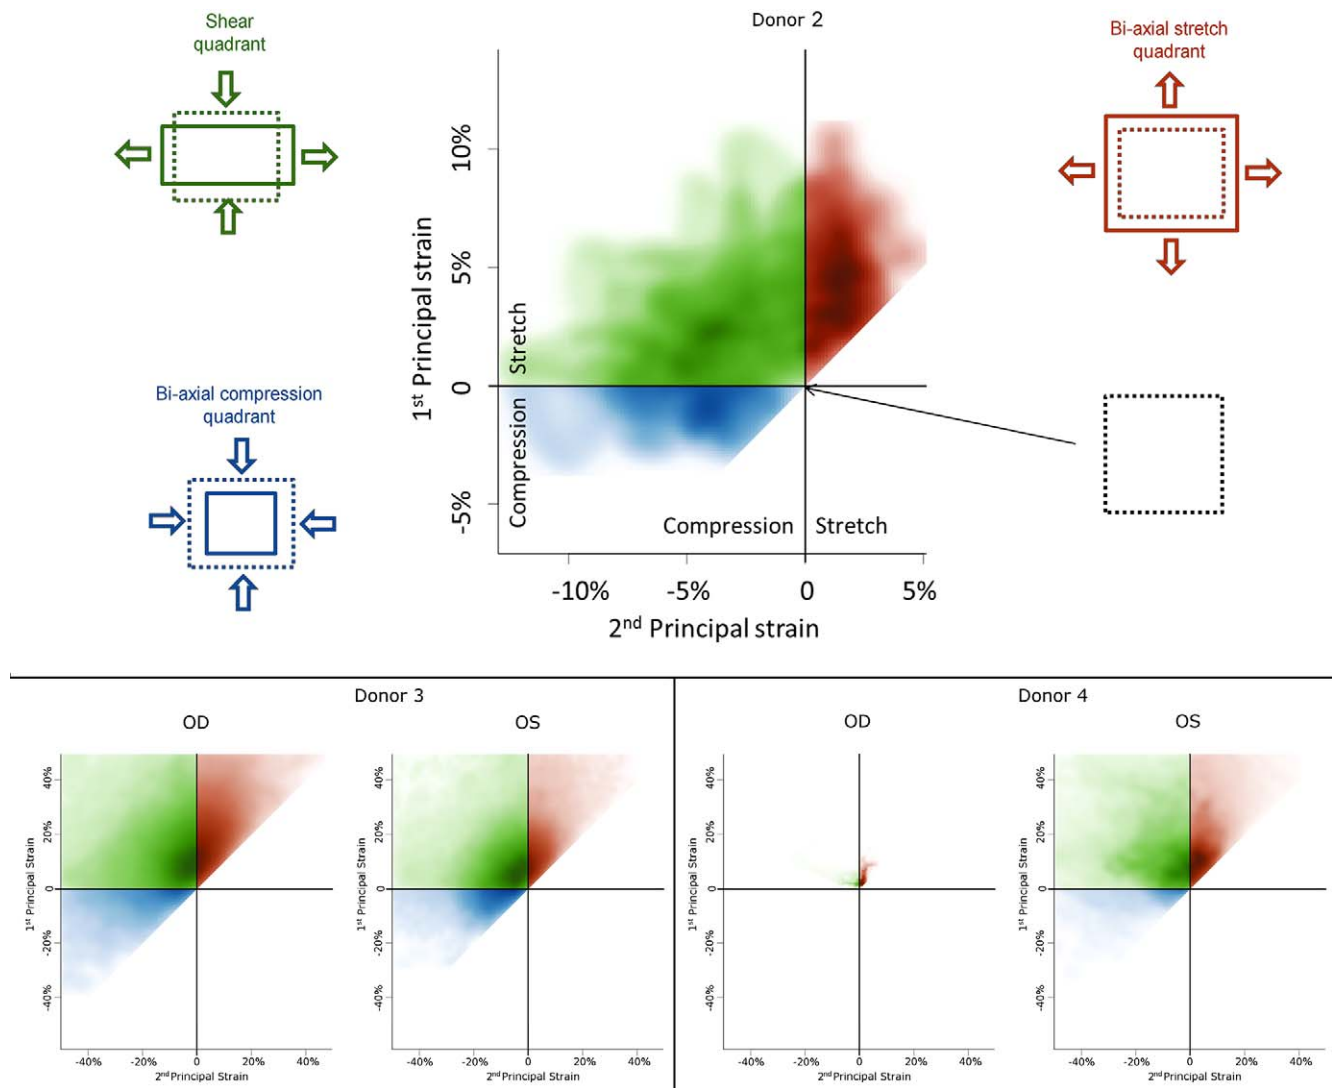 Donor 2
Shear
quadrant
Bi-axial stretch
quadrant
Bi-axial compression
quadrant
1st Principal strain
10%
5%
0
-5%
Stretch
Compression
Compression
Stretch
-10%
-5%
0
5%
2nd Principal strain
Donor 3
OD
1st Principal Strain
40%
20%
0
-20%
-40%
-40%
-20%
0
20%
40%
2nd Principal Strain
OS
1st Principal Strain
40%
20%
0
-20%
-40%
-40%
-20%
0
20%
40%
2nd Principal Strain
Donor 4
OD
1st Principal Strain
40%
20%
0
-20%
-40%
-40%
-20%
0
20%
40%
2nd Principal Strain
OS
1st Principal Strain
40%
20%
0
-20%
-40%
-40%
-20%
0
20%
40%
2nd Principal Strain